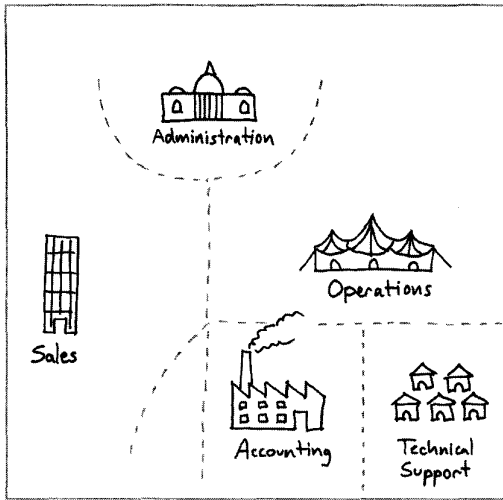 Administration
Operations
Sales
Accounting
Technical
Support